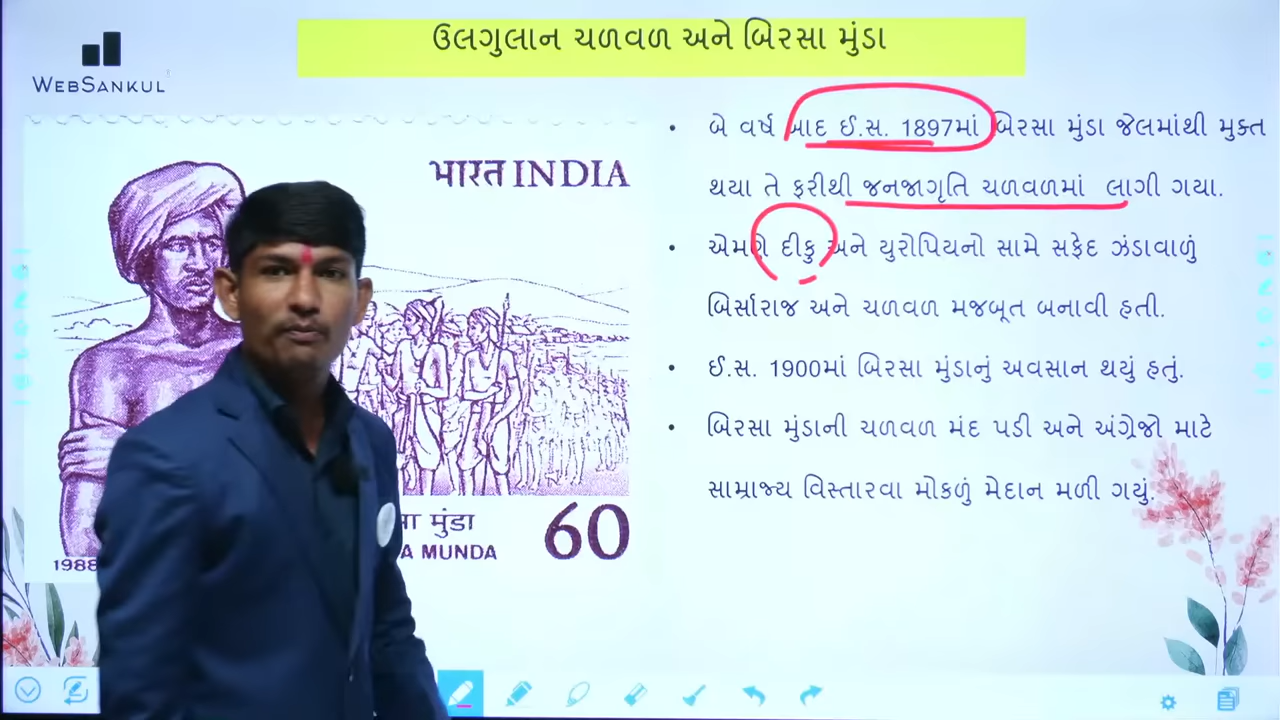 WEBSANKUL
ઉલગુલાન ચળવળ અને બિરસા મુંડા
भारत INDIA
मुंडा
A MUNDA
60
1988
• બે વર્ષ બાદ ઈ.સ. 1897માં બિરસા મુંડા જેલમાંથી મુક્ત
થયા તે ફરીથી જનજાગૃતિ ચળવળમાં લાગી ગયા.
• એમણે દીકુ અને યુરોપિયનો સામે સફેદ ઝંડાવાળું
બિર્સારાજ અને ચળવળ મજબૂત બનાવી હતી.
• ઈ.સ. 1900માં બિરસા મુંડાનું અવસાન થયું હતું.
• બિરસા મુંડાની ચળવળ મંદ પડી અને અંગ્રેજો માટે
સામ્રાજ્ય વિસ્તારવા મોકળું મેદાન મળી ગયું.